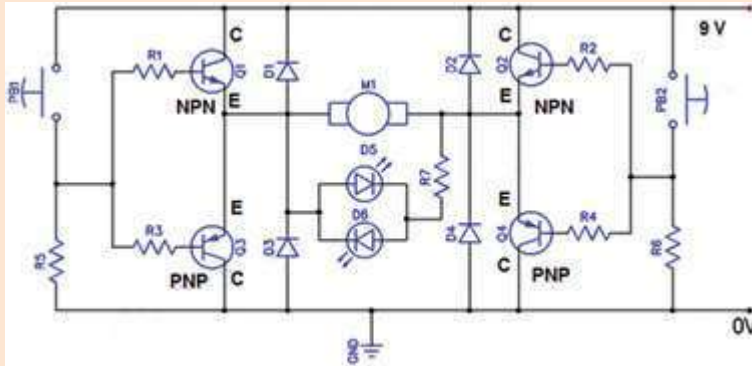 C
C
9 V
R1
Q1
D1
D2
Q2
R2
PB1
M1
PB2
NPN
E
E
NPN
D5
R7
E
D6
E
R3
Q3
D3
D4
Q4
R4
R5
R6
PNP
C
C
PNP
0V
GND